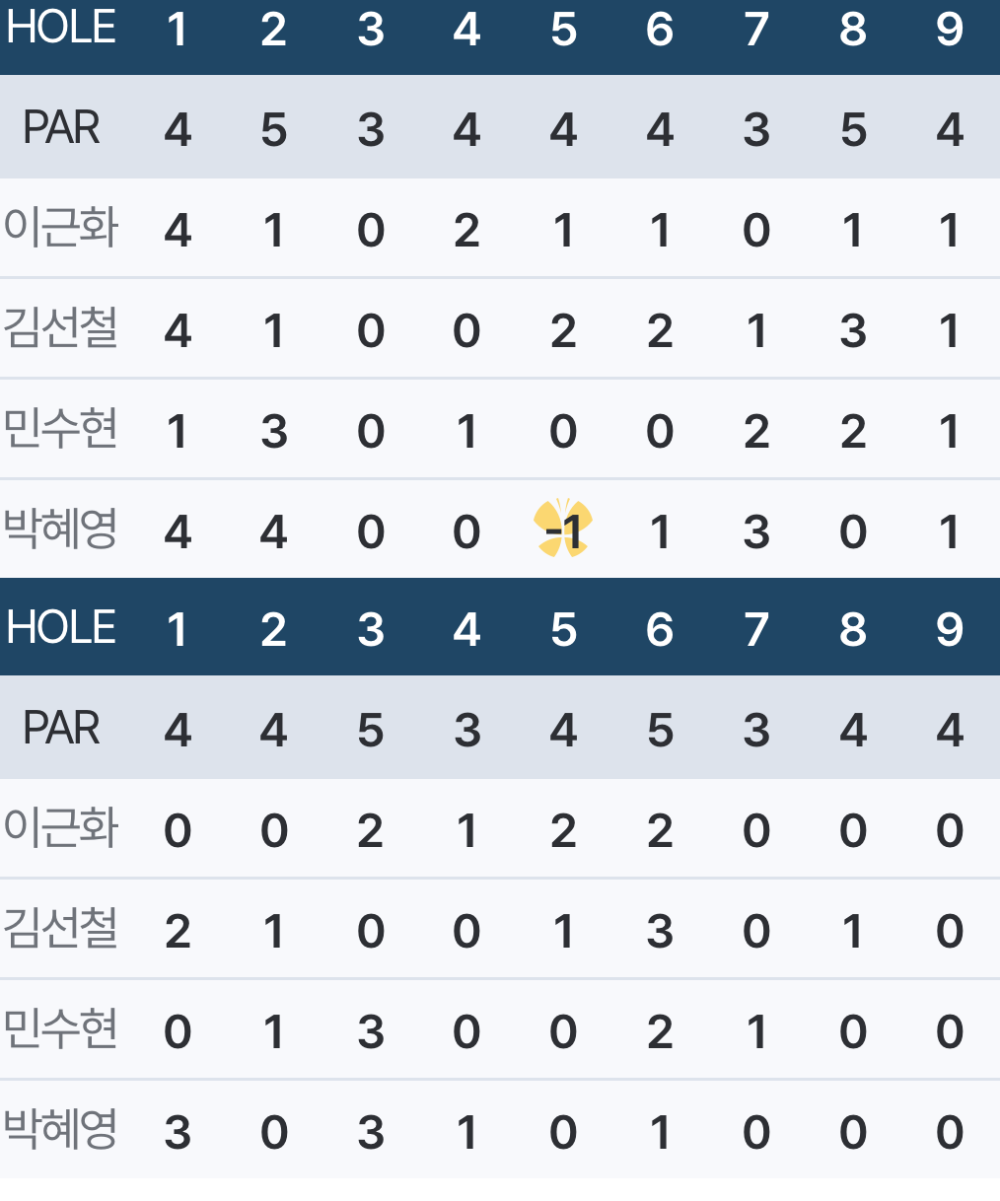 HOLE 1 2 3 4 5 6 7 8 9
PAR 4 5 3 4 4 4 3 5 4
이근화 4 1 0 2 1 1 0 1 1
김선철 4 1 0 0 2 2 1 3 1
민수현 1 3 0 1 0 0 2 2 1
박혜영 4 4 0 0 -1 1 3 0 1
HOLE 1 2 3 4 5 6 7 8 9
PAR 4 4 5 3 4 5 3 4 4
이근화 0 0 2 1 2 2 0 0 0
김선철 2 1 0 0 1 3 0 1 0
민수현 0 1 3 0 0 2 1 0 0
박혜영 3 0 3 1 0 1 0 0 0